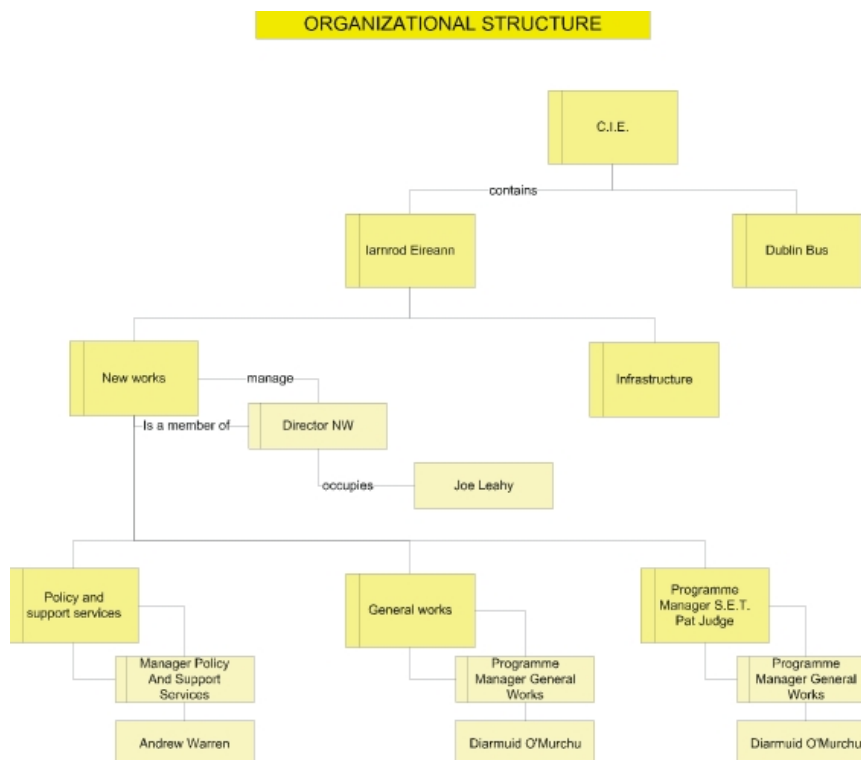 ORGANIZATIONAL STRUCTURE
C.I.E.
contains
Iarnrod Eireann
Dublin Bus
New works
manage
Infrastructure
Is a member of
Director NW
occupies
Joe Leahy
Policy and
support services
General works
Programme
Manager S.E.T.
Pat Judge
Manager Policy
And Support
Services
Programme
Manager General
Works
Programme
Manager General
Works
Andrew Warren
Diarmuid O'Murchu
Diarmuid O'Murchu